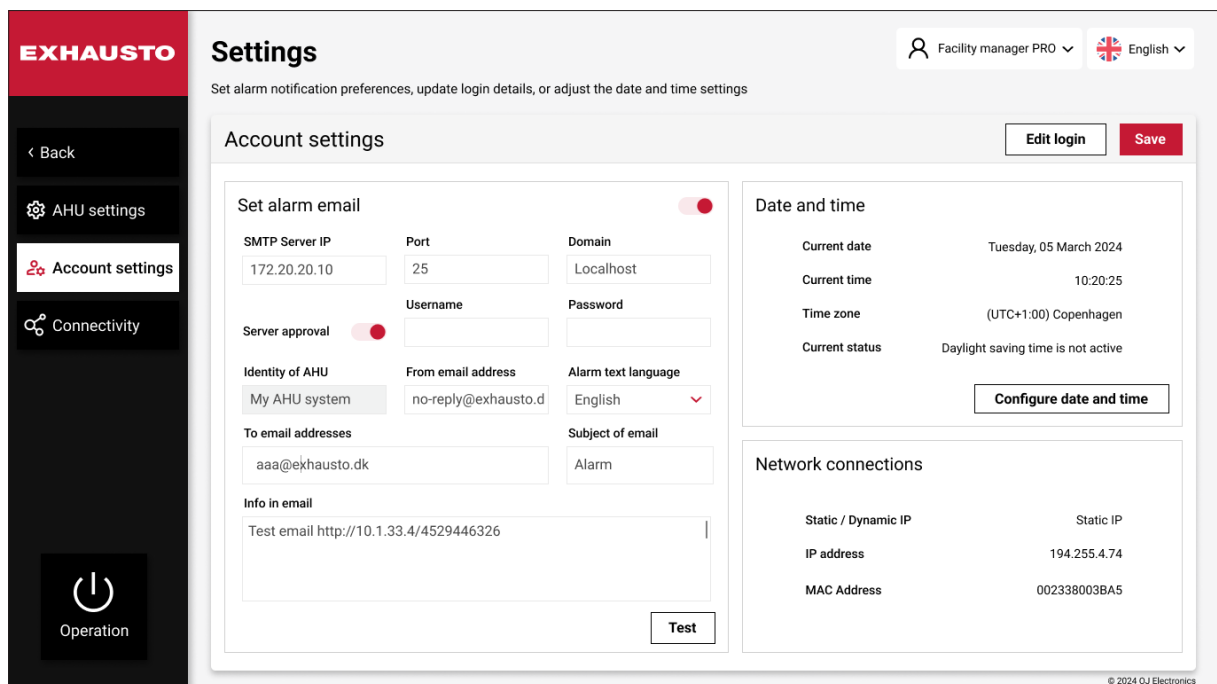 EXHAUSTO
Settings
Facility manager PRO
English
Set alarm notification preferences, update login details, or adjust the date and time settings
< Back
AHU settings
Account settings
Connectivity
Operation
Account settings
Edit login
Save
Set alarm email
SMTP Server IP
Port
Domain
172.20.20.10
25
Localhost
Username
Password
Server approval
Identity of AHU
From email address
Alarm text language
My AHU system
no-reply@exhausto.d
English
To email addresses
Subject of email
aaa@exhausto.dk
Alarm
Info in email
Test email http://10.1.33.4/4529446326
Test
Date and time
Current date
Tuesday, 05 March 2024
Current time
10:20:25
Time zone
(UTC+1:00) Copenhagen
Current status
Daylight saving time is not active
Configure date and time
Network connections
Static / Dynamic IP
Static IP
IP address
194.255.4.74
MAC Address
002338003BA5
© 2024 OJ Electronics